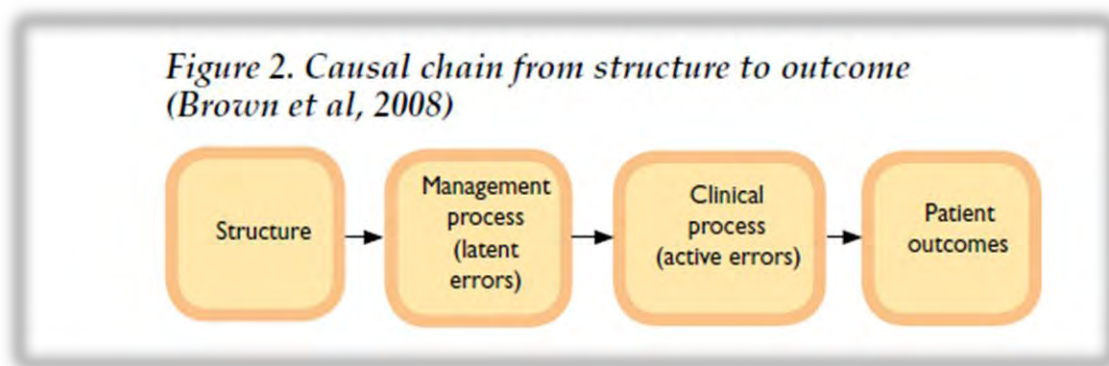 Figure 2. Causal chain from structure to outcome
(Brown et al, 2008)
Structure
Management
process
(latent
errors)
Clinical
process
(active errors)
Patient
outcomes